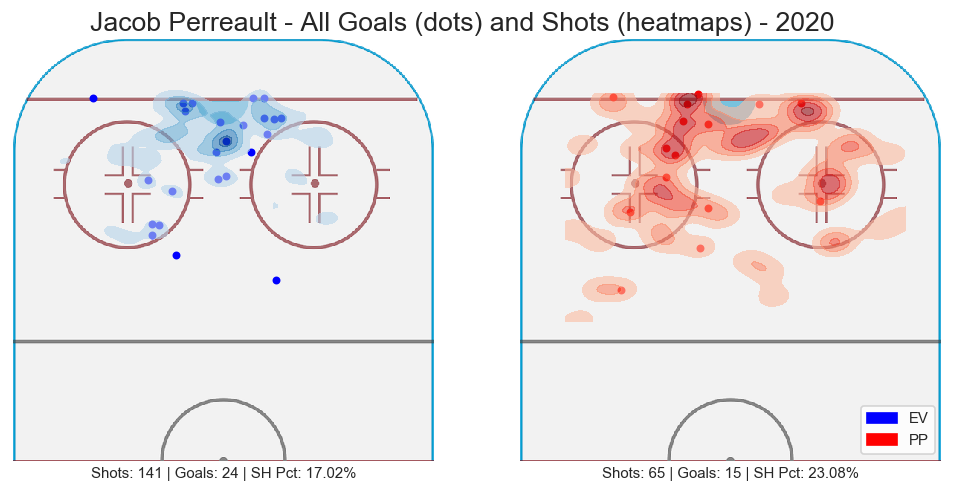 Jacob Perreault - All Goals (dots) and Shots (heatmaps) - 2020
EV
PP
Shots: 141 | Goals: 24 | SH Pct: 17.02%
Shots: 65 | Goals: 15 | SH Pct: 23.08%